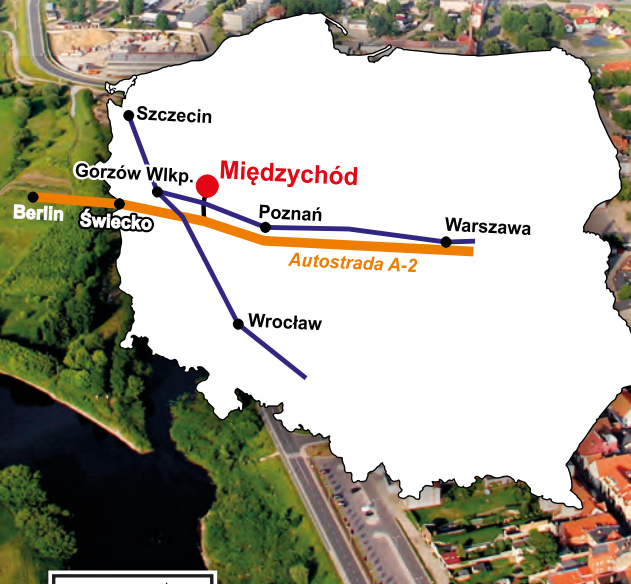 Szczecin
Gorzów Wlkp.
Międzychód
Berlin
Świecko
Poznań
Warszawa
Autostrada A-2
Wrocław